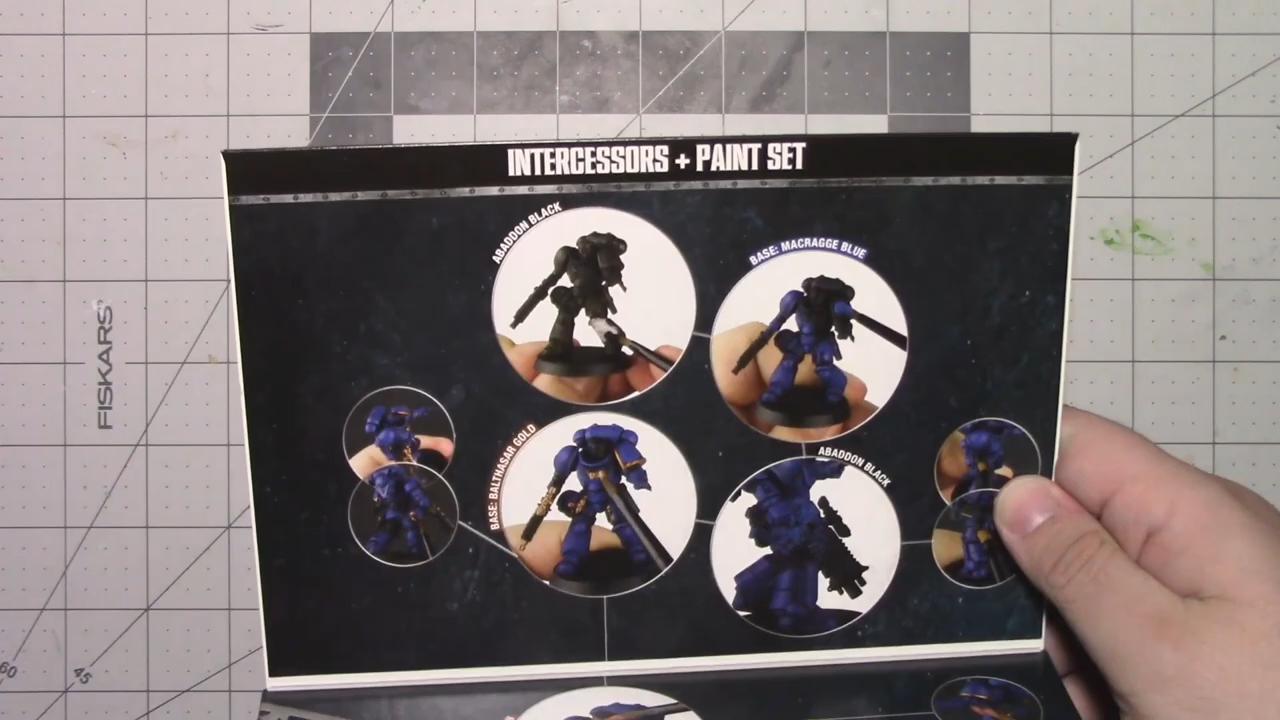 INTERCESSORS + PAINT SET
ABADDON BLACK
BASE: MACRAGGE BLUE
BASE: BALTHASAR GOLD
ABADDON BLACK
FISKARS
60
45